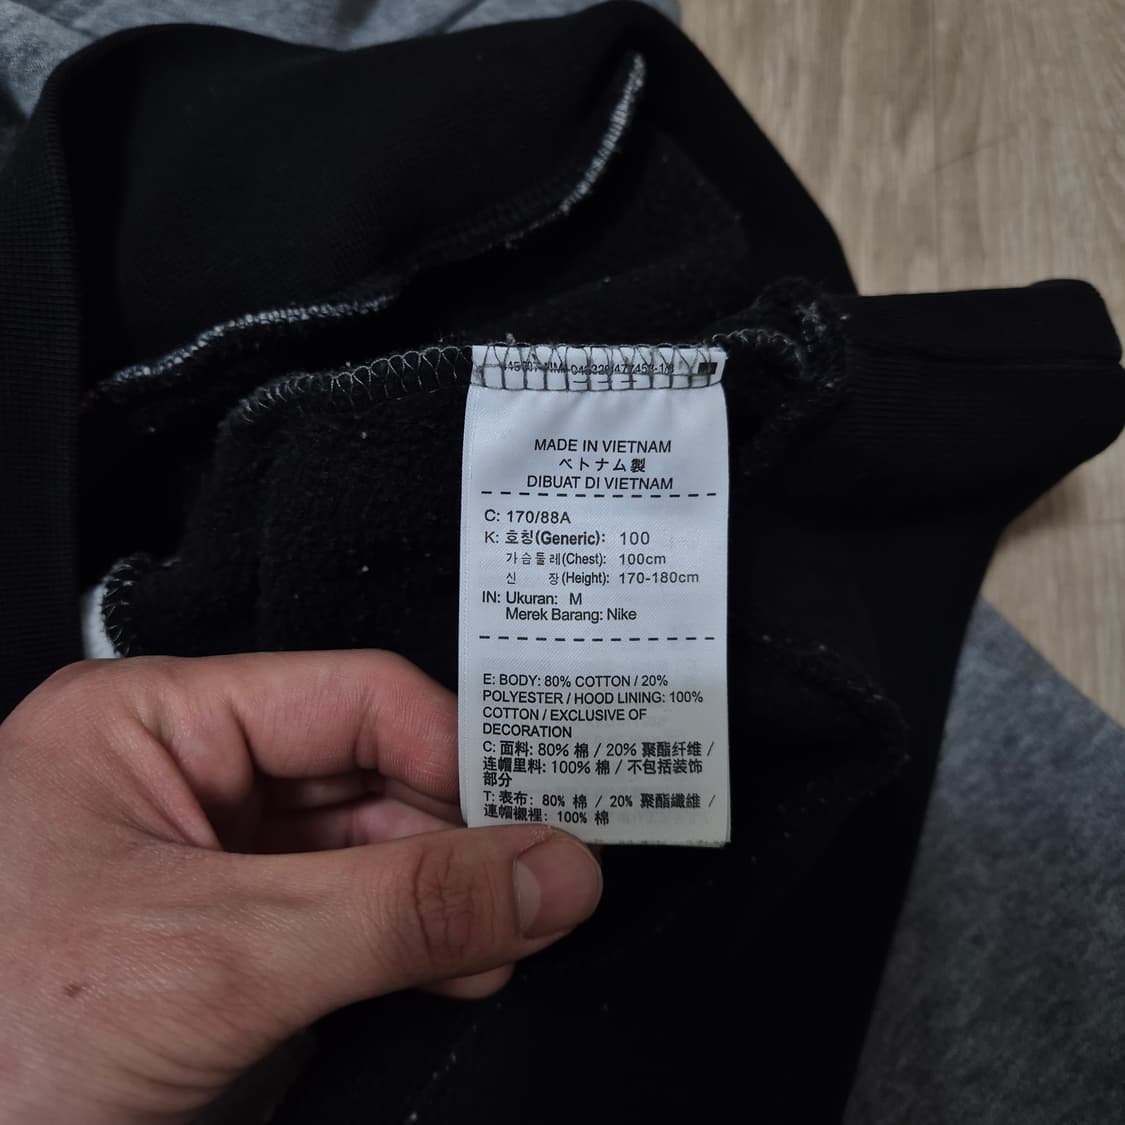 MADE IN VIETNAM
ベトナム製
DIBUAT DI VIETNAM
C: 170/88A
K: 호칭(Generic): 100
가슴둘레(Chest): 100cm
신 장(Height): 170-180cm
IN: Ukuran: M
Merek Barang: Nike
E: BODY: 80% COTTON / 20%
POLYESTER / HOOD LINING: 100%
COTTON / EXCLUSIVE OF
DECORATION
C: 面料: 80% 棉 / 20% 聚酯纤维 /
连帽里料: 100% 棉 / 不包括装饰
部分
T: 表布: 80% 棉 / 20% 聚酯纖維 /
連帽襯裡: 100% 棉